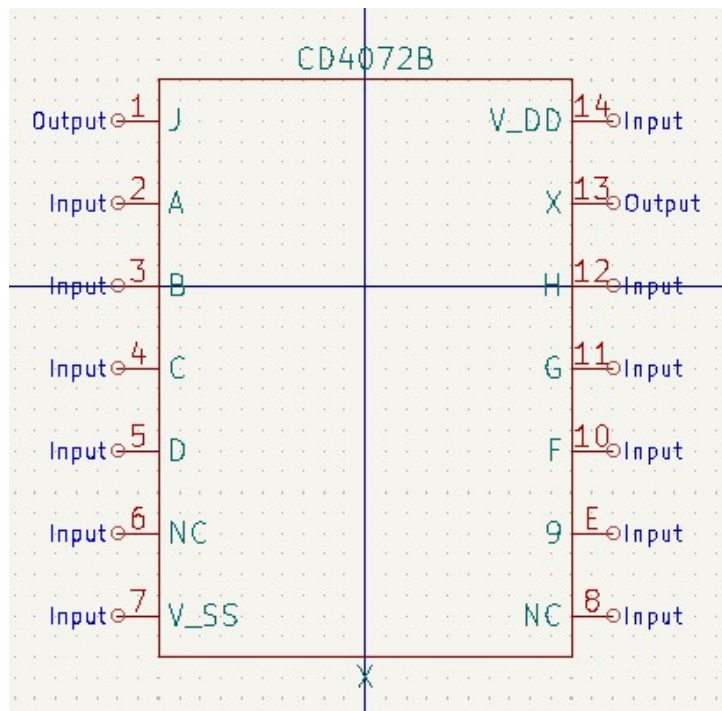 CD4072B
Output 1 J V_DD 14 Input
Input 2 A X 13 Output
Input 3 B H 12 Input
Input 4 C G 11 Input
Input 5 D F 10 Input
Input 6 NC 9 E Input
Input 7 V_SS NC 8 Input
X